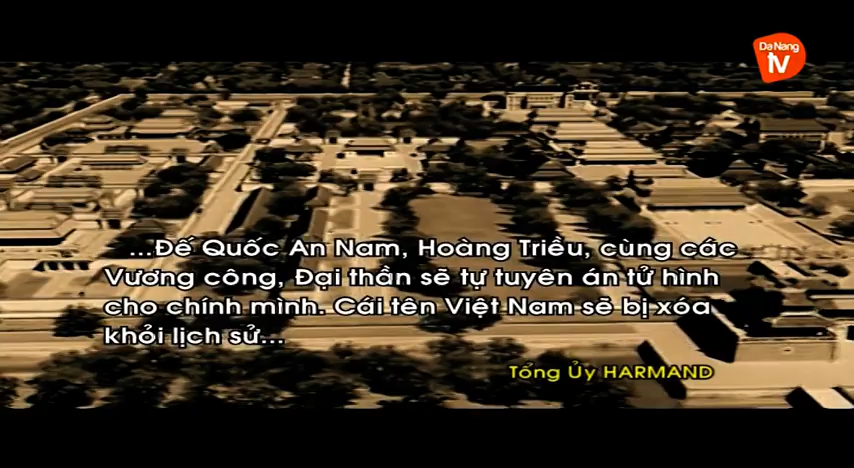 Da Nang
TV
...Đế Quốc An Nam, Hoàng Triều, cùng các
Vương công, Đại thần sẽ tự tuyên án tử hình
cho chính mình. Cái tên Việt Nam sẽ bị xóa
khỏi lịch sử...
Tổng Ủy HARMAND